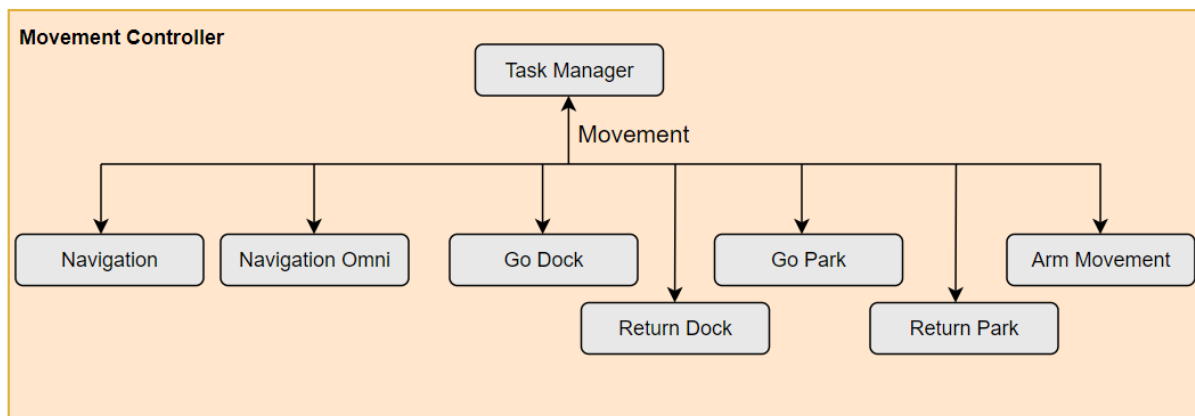 Movement Controller
Task Manager
Movement
Navigation
Navigation Omni
Go Dock
Go Park
Arm Movement
Return Dock
Return Park